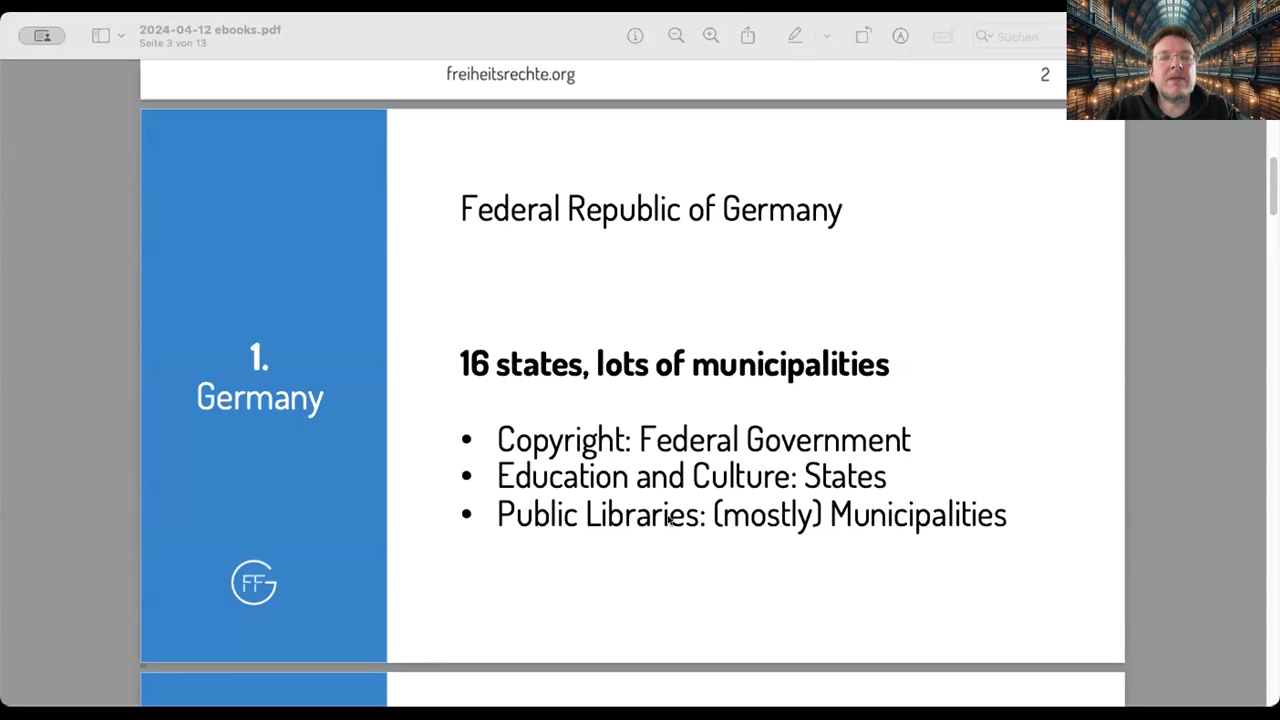 2024-04-12 ebooks.pdf
Seite 3 von 13
Suchen
freiheitsrechte.org
2
Federal Republic of Germany
1.
Germany
16 states, lots of municipalities
• Copyright: Federal Government
• Education and Culture: States
• Public Libraries: (mostly) Municipalities
GFF